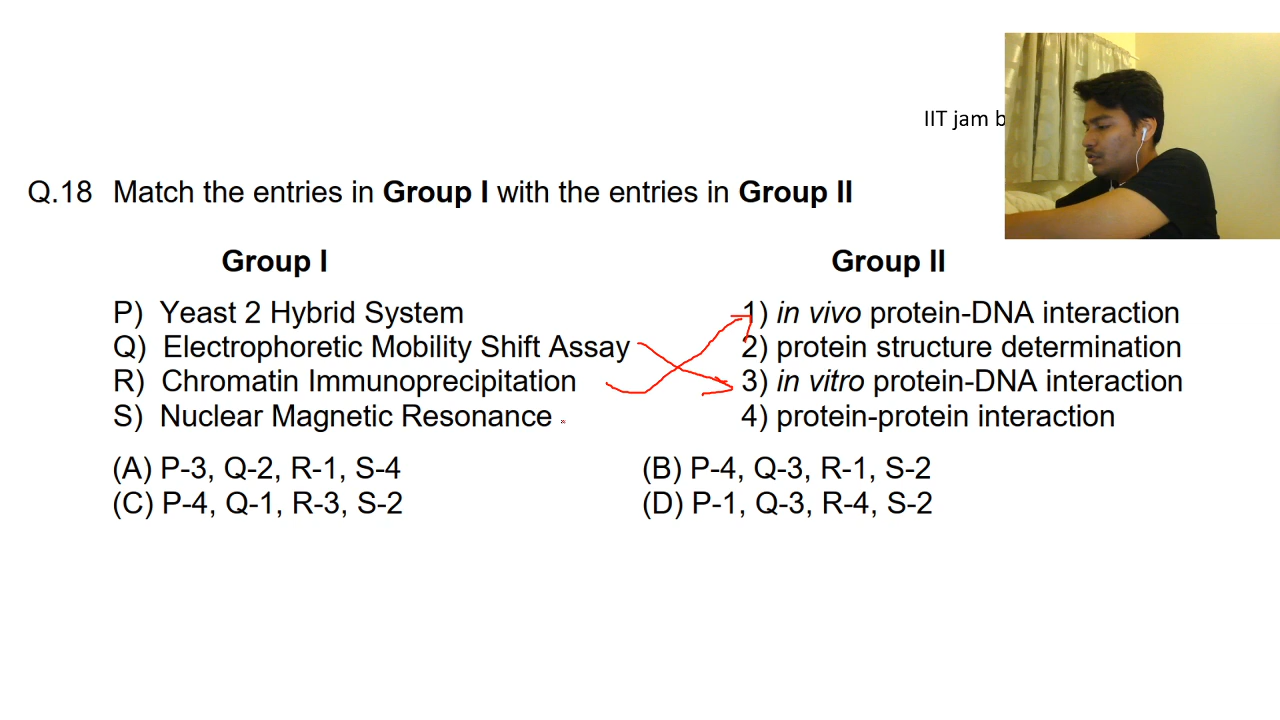 IIT jam b
Q.18 Match the entries in Group I with the entries in Group II
Group I Group II
P) Yeast 2 Hybrid System 1) in vivo protein-DNA interaction
Q) Electrophoretic Mobility Shift Assay 2) protein structure determination
R) Chromatin Immunoprecipitation 3) in vitro protein-DNA interaction
S) Nuclear Magnetic Resonance 4) protein-protein interaction
(A) P-3, Q-2, R-1, S-4 (B) P-4, Q-3, R-1, S-2
(C) P-4, Q-1, R-3, S-2 (D) P-1, Q-3, R-4, S-2